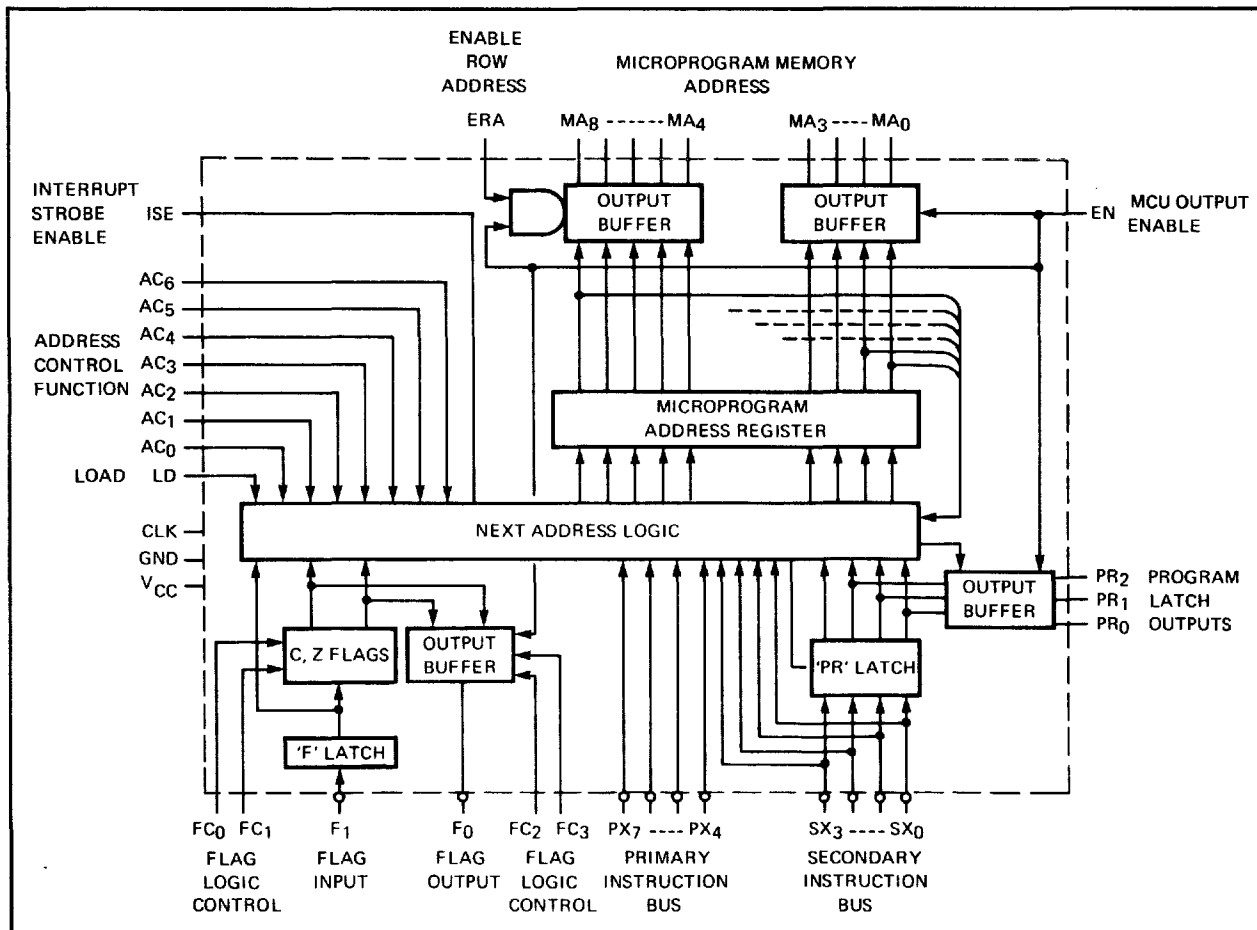 ENABLE
ROW
ADDRESS
ERA
MICROPROGRAM MEMORY
ADDRESS
MA8 ------ MA4
MA3 ---- MA0
INTERRUPT
STROBE
ENABLE
ISE
OUTPUT
BUFFER
OUTPUT
BUFFER
EN
MCU OUTPUT
ENABLE
AC6
AC5
AC4
AC3
AC2
AC1
AC0
ADDRESS
CONTROL
FUNCTION
LOAD
LD
MICROPROGRAM
ADDRESS REGISTER
CLK
GND
VCC
NEXT ADDRESS LOGIC
OUTPUT
BUFFER
PR2 PROGRAM
PR1 LATCH
PR0 OUTPUTS
C, Z FLAGS
OUTPUT
BUFFER
'PR' LATCH
'F' LATCH
FC0 FC1
FLAG
LOGIC
CONTROL
F1
FLAG
INPUT
F0
FLAG
OUTPUT
FC2 FC3
FLAG
LOGIC
CONTROL
PX7 ---- PX4
PRIMARY
INSTRUCTION
BUS
SX3 ---- SX0
SECONDARY
INSTRUCTION
BUS